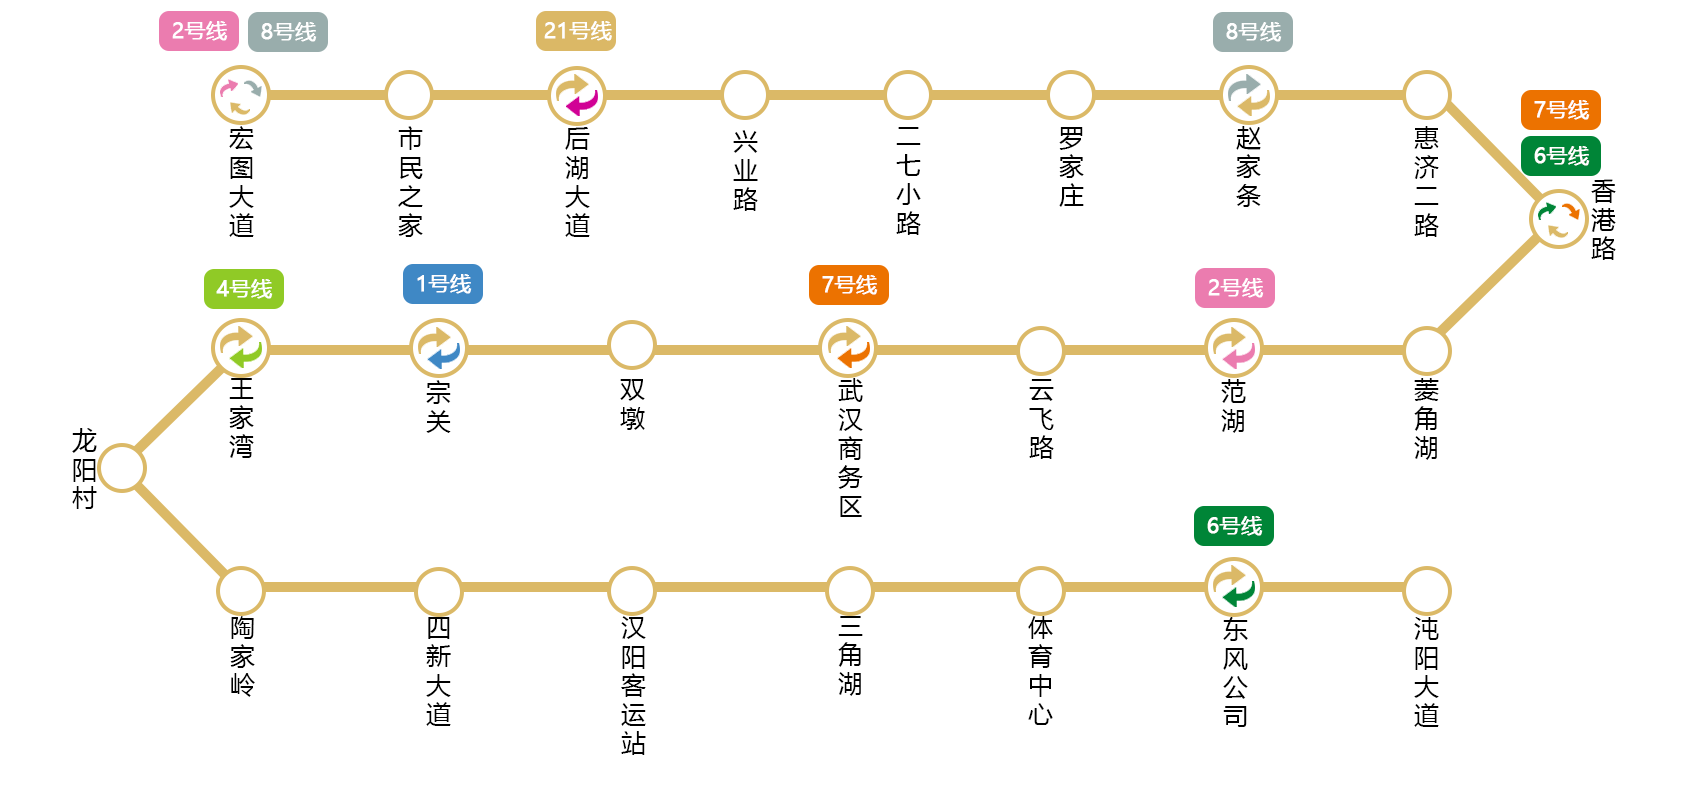 2号线
8号线
21号线
8号线
宏图大道
市民之家
后湖大道
兴业路
二七小路
罗家庄
赵家条
惠济二路
7号线
6号线
香港路
4号线
1号线
7号线
2号线
王家湾
宗关
双墩
武汉商务区
云飞路
范湖
菱角湖
龙阳村
6号线
陶家岭
四新大道
汉阳客运站
三角湖
体育中心
东风公司
沌阳大道